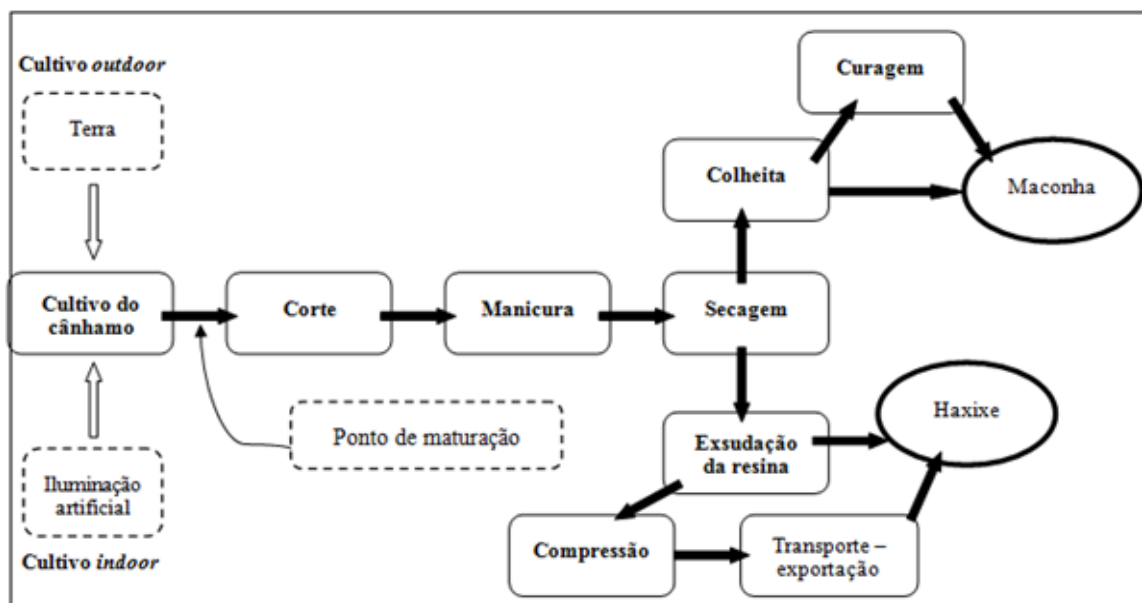 Cultivo outdoor
Terra
Cultivo do
cânhamo
Iluminação
artificial
Cultivo indoor
Corte
Ponto de maturação
Manicura
Secagem
Colheita
Curagem
Maconha
Exsudação
da resina
Haxixe
Compressão
Transporte –
exportação